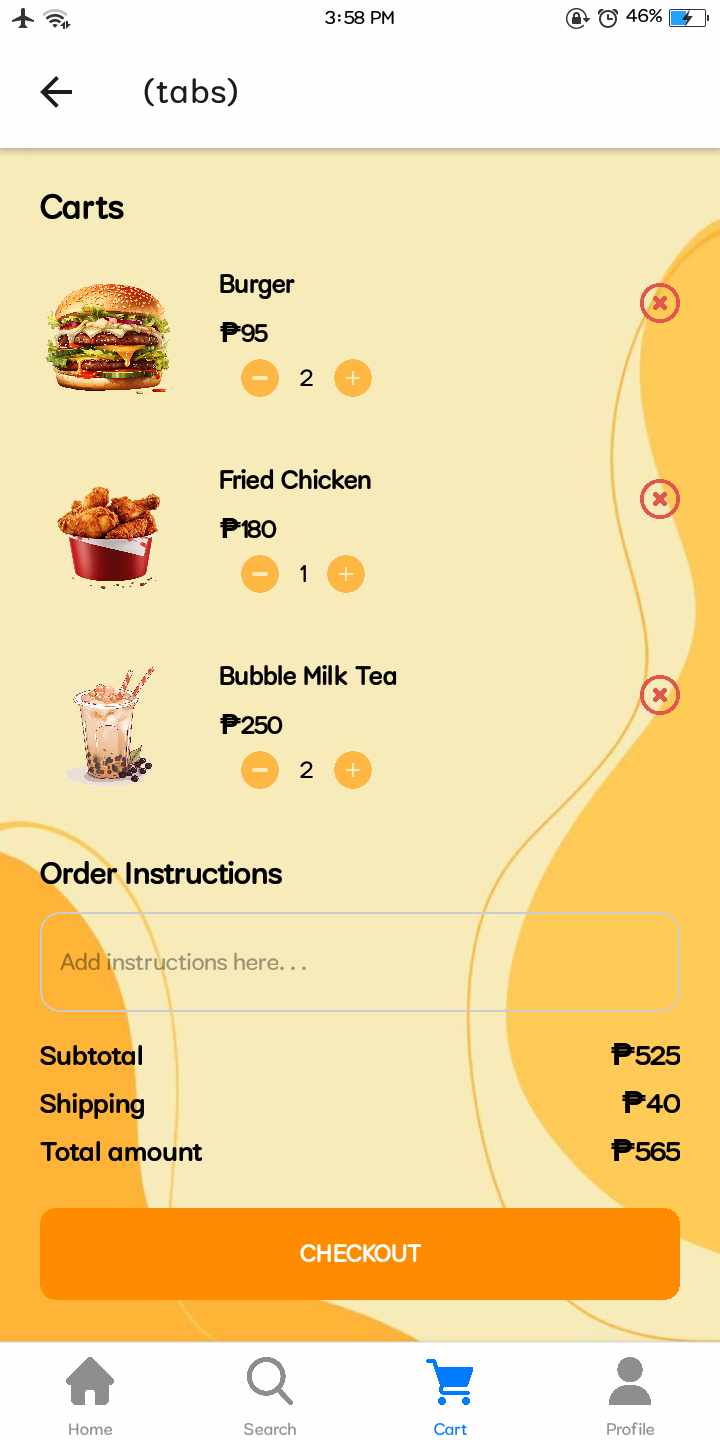 3:58 PM
46%
(tabs)
Carts
Burger
₱95
2
Fried Chicken
₱180
1
Bubble Milk Tea
₱250
2
Order Instructions
Add instructions here...
Subtotal ₱525
Shipping ₱40
Total amount ₱565
CHECKOUT
Home Search Cart Profile